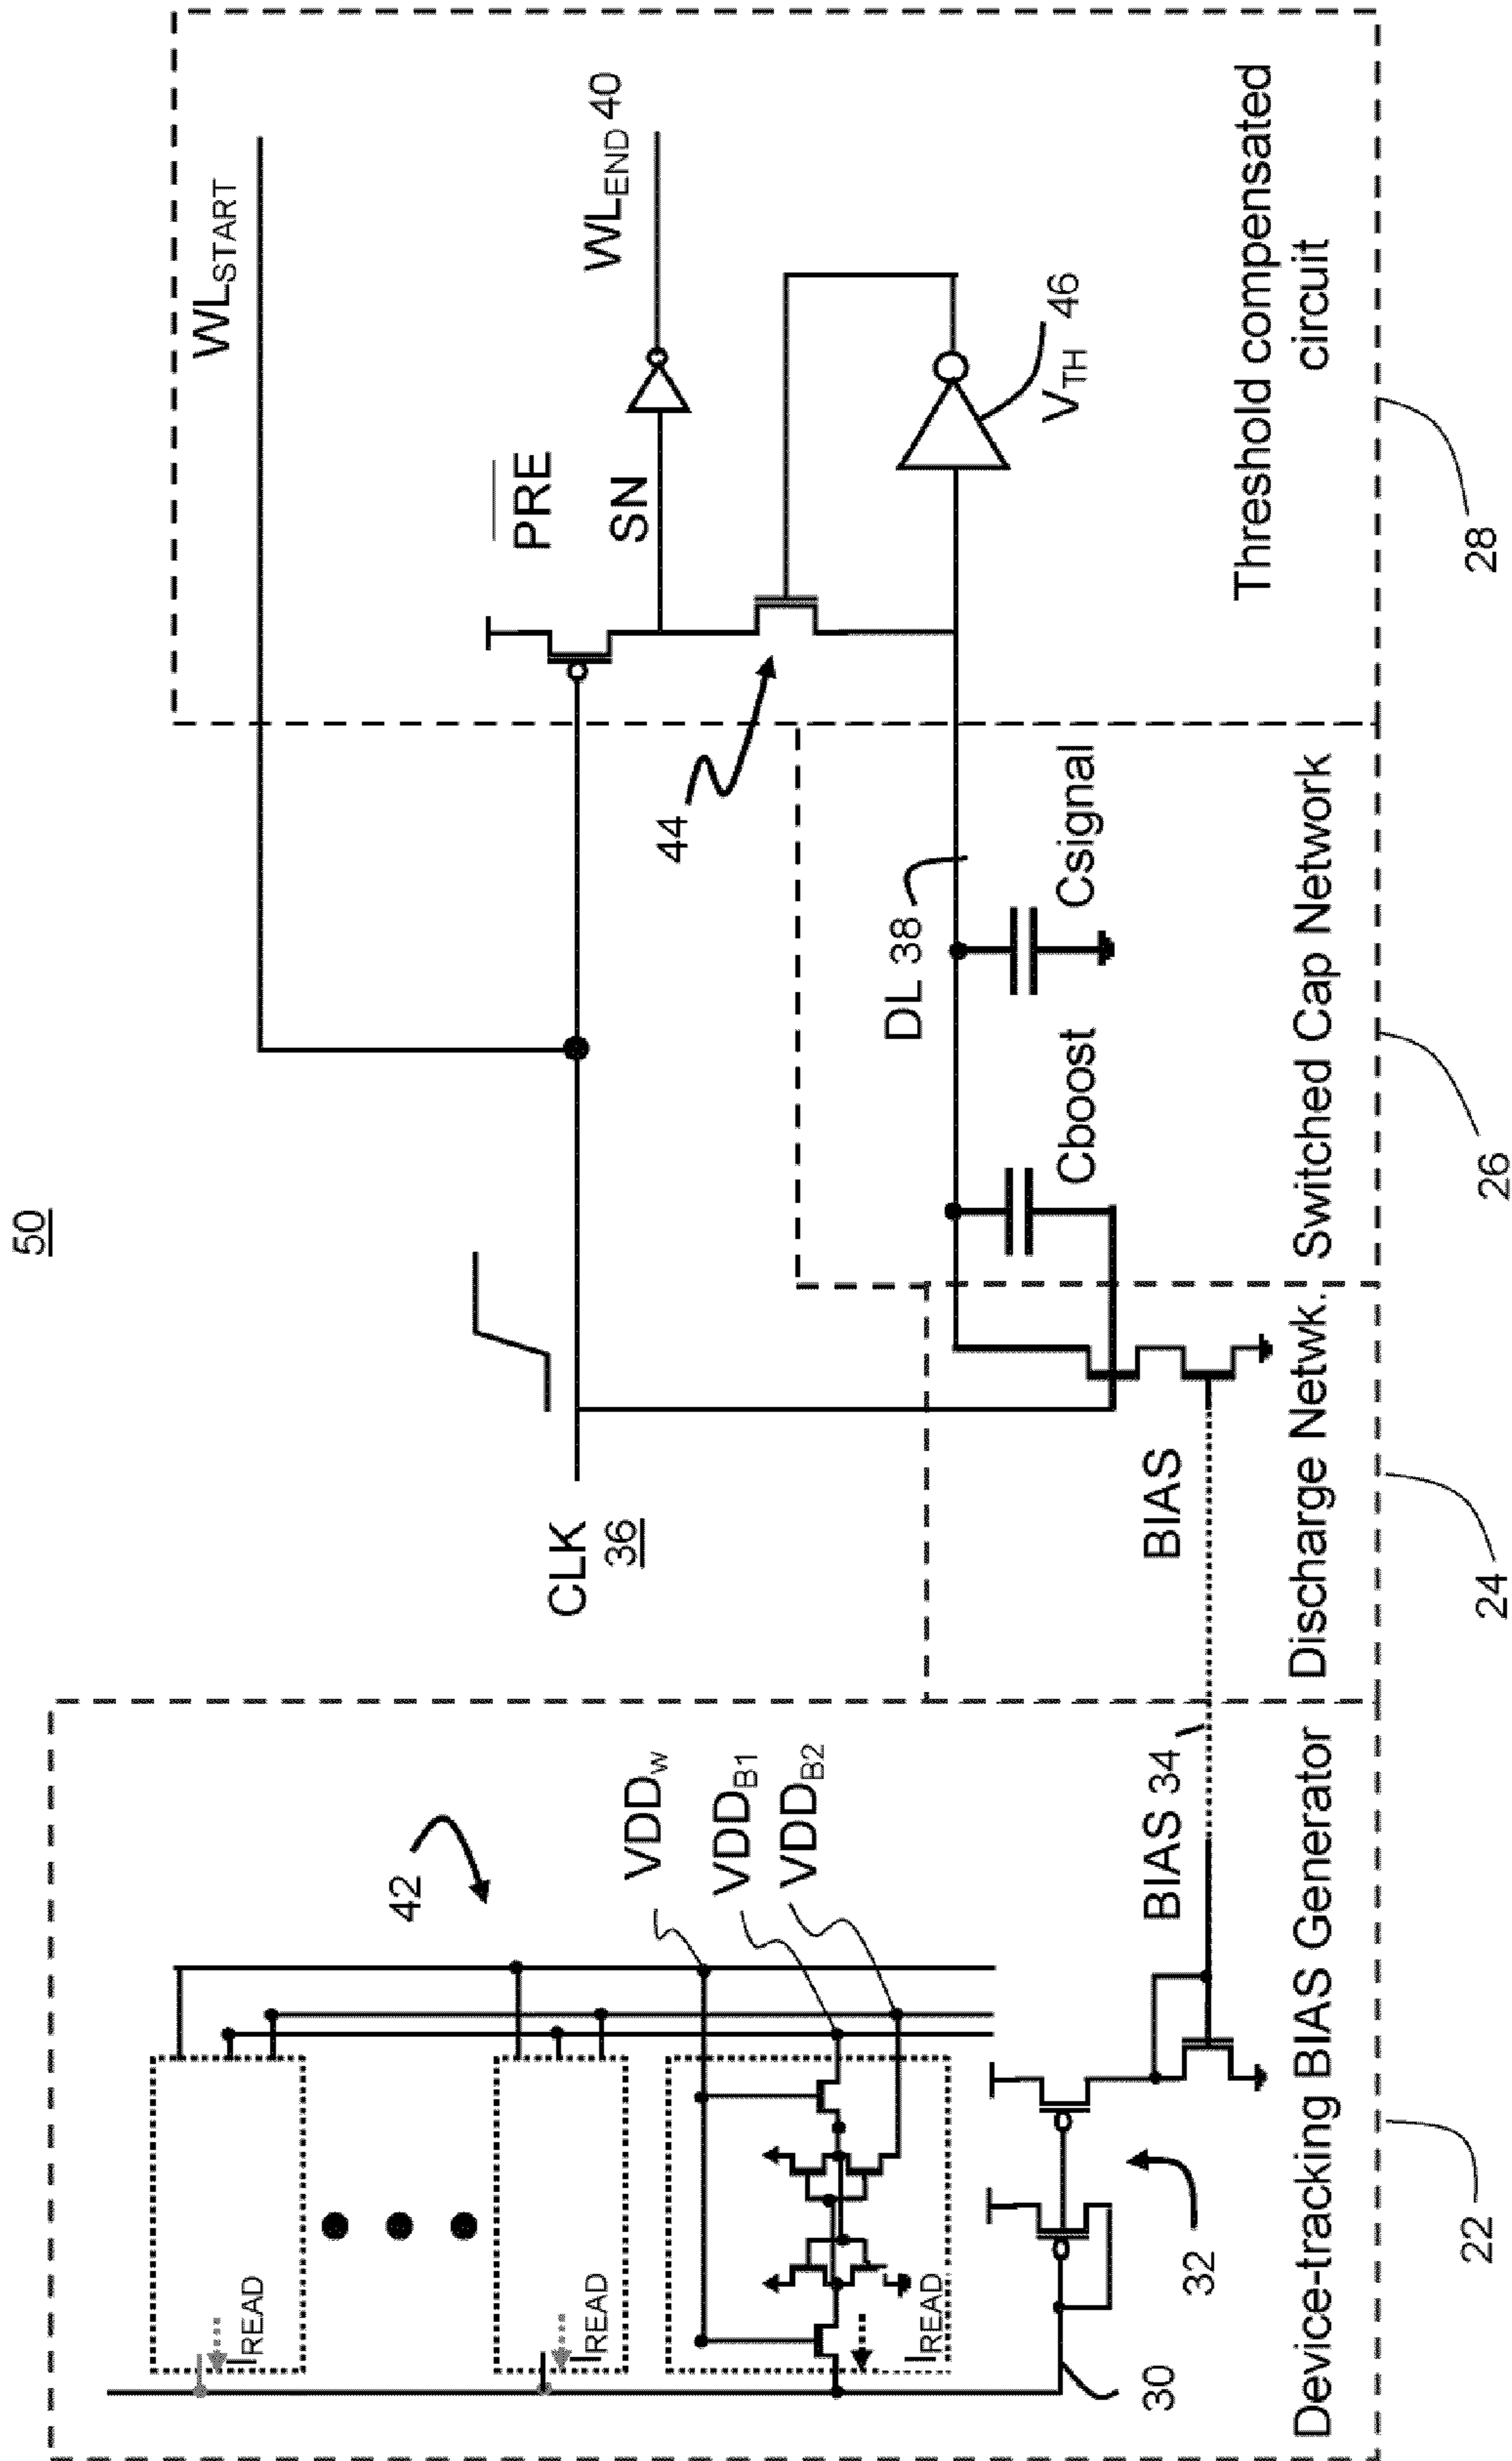 50
42
VDDw
VDDB1
VDDB2
IREAD
IREAD
IREAD
30
32
BIAS 34
Device-tracking BIAS Generator
22
CLK
36
BIAS
Discharge Netwk.
24
DL 38
Cboost
Csignal
Switched Cap Network
26
WLSTART
PRE
SN
WLEND 40
44
VTH 46
Threshold compensated
circuit
28